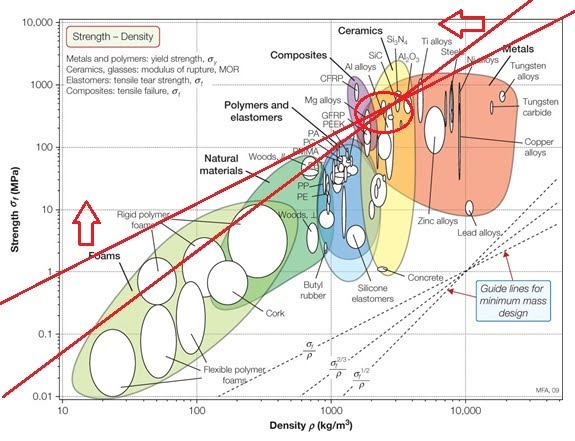 10,000
Strength – Density
Metals and polymers: yield strength, σy
Ceramics, glasses: modulus of rupture, MOR
Elastomers: tensile tear strength, σt
Composites: tensile failure, σt
Ceramics
Si3N4
SiC
Al2O3
Ti alloys
Steels
Ni alloys
Metals
Composites
Al alloys
CFRP
Tungsten
alloys
1000
Mg alloys
Tungsten
carbide
Polymers and
elastomers
GFRP
PEEK
PA
PC
PMMA
100
Copper
alloys
Natural
materials
Woods, ||
PP
PE
Strength σf (MPa)
Rigid polymer
foams
Woods, ⊥
10
Zinc alloys
Lead alloys
Foams
1
Butyl
rubber
Silicone
elastomers
Concrete
Guide lines for
minimum mass
design
Cork
0.1
Flexible polymer
foams
σf
ρ
σf2/3
ρ
σf1/2
ρ
0.01
MFA, 09
10
100
1000
10,000
Density ρ (kg/m3)